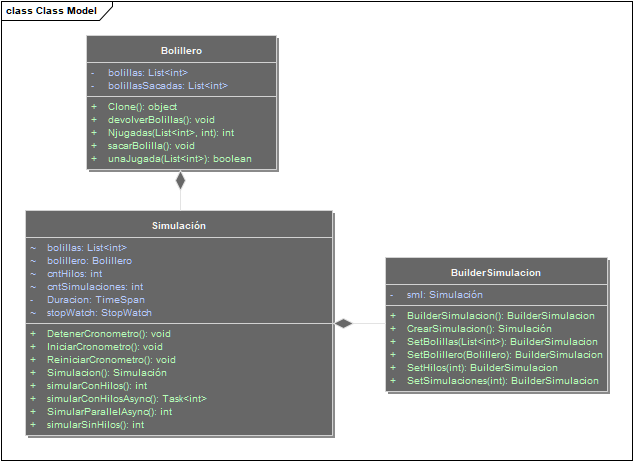 class Class Model
Bolillero
- bolillas: List<int>
- bolillasSacadas: List<int>
+ Clone(): object
+ devolverBolillas(): void
+ Njugadas(List<int>, int): int
+ sacarBolilla(): void
+ unaJugada(List<int>): boolean
Simulación
~ bolillas: List<int>
~ bolillero: Bolillero
~ cntHilos: int
~ cntSimulaciones: int
- Duracion: TimeSpan
~ stopWatch: StopWatch
+ DetenerCronometro(): void
+ IniciarCronometro(): void
+ ReiniciarCronometro(): void
+ Simulacion(): Simulación
+ simularConHilos(): int
+ simularConHilosAsync(): Task<int>
+ SimularParallelAsync(): int
+ simularSinHilos(): int
BuilderSimulacion
- sml: Simulación
+ BuilderSimulacion(): BuilderSimulacion
+ CrearSimulacion(): Simulación
+ SetBolillas(List<int>): BuilderSimulacion
+ SetBolillero(Bolillero): BuilderSimulacion
+ SetHilos(int): BuilderSimulacion
+ SetSimulaciones(int): BuilderSimulacion